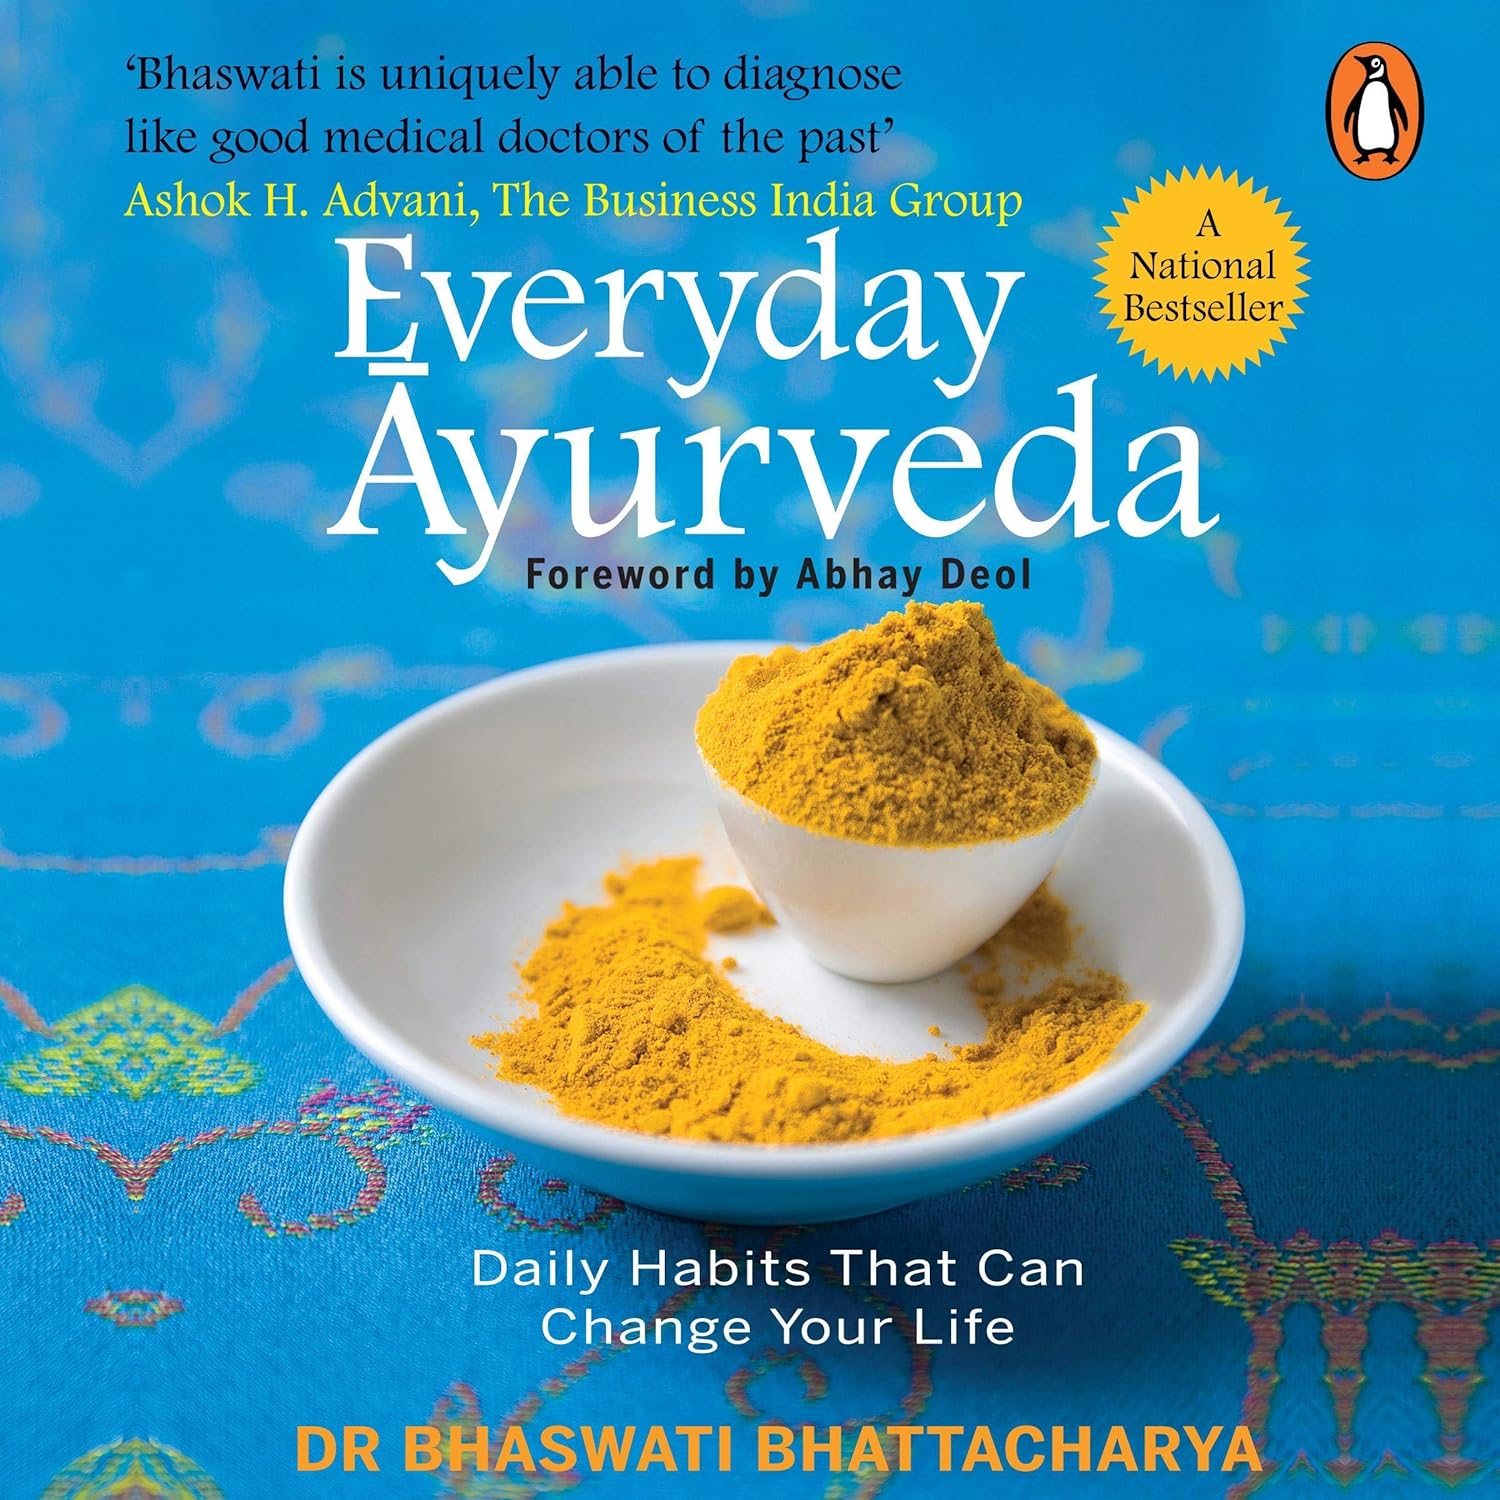 ‘Bhaswati is uniquely able to diagnose
like good medical doctors of the past’
Ashok H. Advani, The Business India Group
A
National
Bestseller
Everyday
Āyurveda
Foreword by Abhay Deol
Daily Habits That Can
Change Your Life
DR BHASWATI BHATTACHARYA